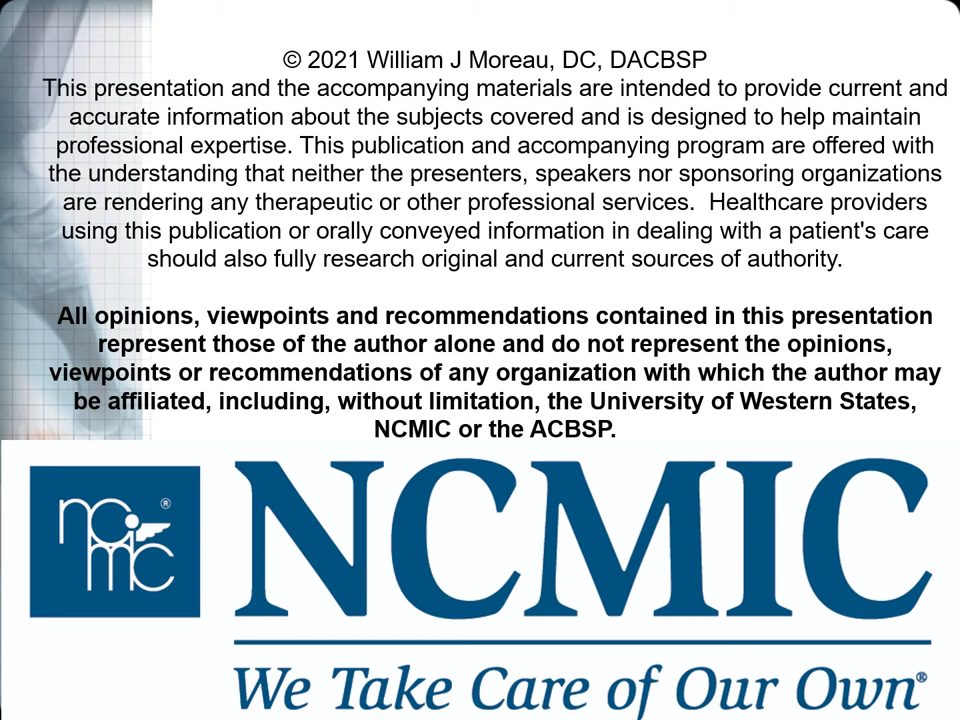 © 2021 William J Moreau, DC, DACBSP
This presentation and the accompanying materials are intended to provide current and
accurate information about the subjects covered and is designed to help maintain
professional expertise. This publication and accompanying program are offered with
the understanding that neither the presenters, speakers nor sponsoring organizations
are rendering any therapeutic or other professional services.  Healthcare providers
using this publication or orally conveyed information in dealing with a patient's care
should also fully research original and current sources of authority.
All opinions, viewpoints and recommendations contained in this presentation
represent those of the author alone and do not represent the opinions,
viewpoints or recommendations of any organization with which the author may
be affiliated, including, without limitation, the University of Western States,
NCMIC or the ACBSP.
ncmic ®
NCMIC
We Take Care of Our Own®